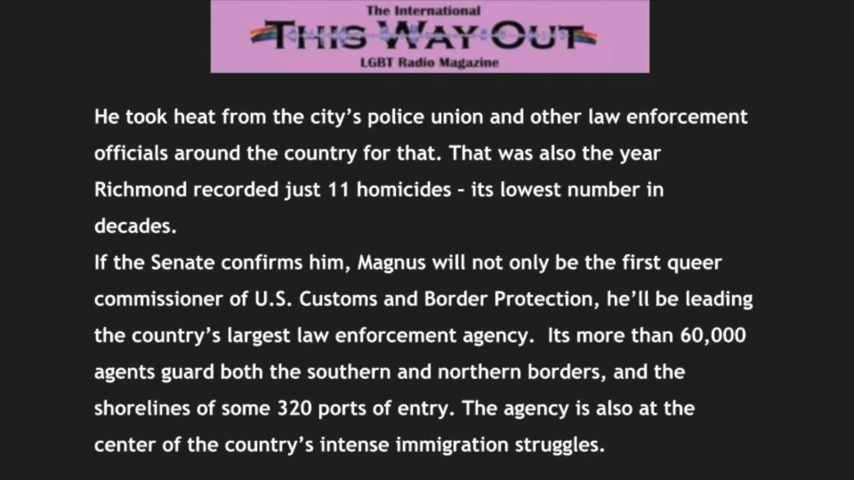 The International
THIS WAY OUT
LGBT Radio Magazine
He took heat from the city's police union and other law enforcement
officials around the country for that. That was also the year
Richmond recorded just 11 homicides – its lowest number in
decades.
If the Senate confirms him, Magnus will not only be the first queer
commissioner of U.S. Customs and Border Protection, he'll be leading
the country's largest law enforcement agency.  Its more than 60,000
agents guard both the southern and northern borders, and the
shorelines of some 320 ports of entry. The agency is also at the
center of the country's intense immigration struggles.